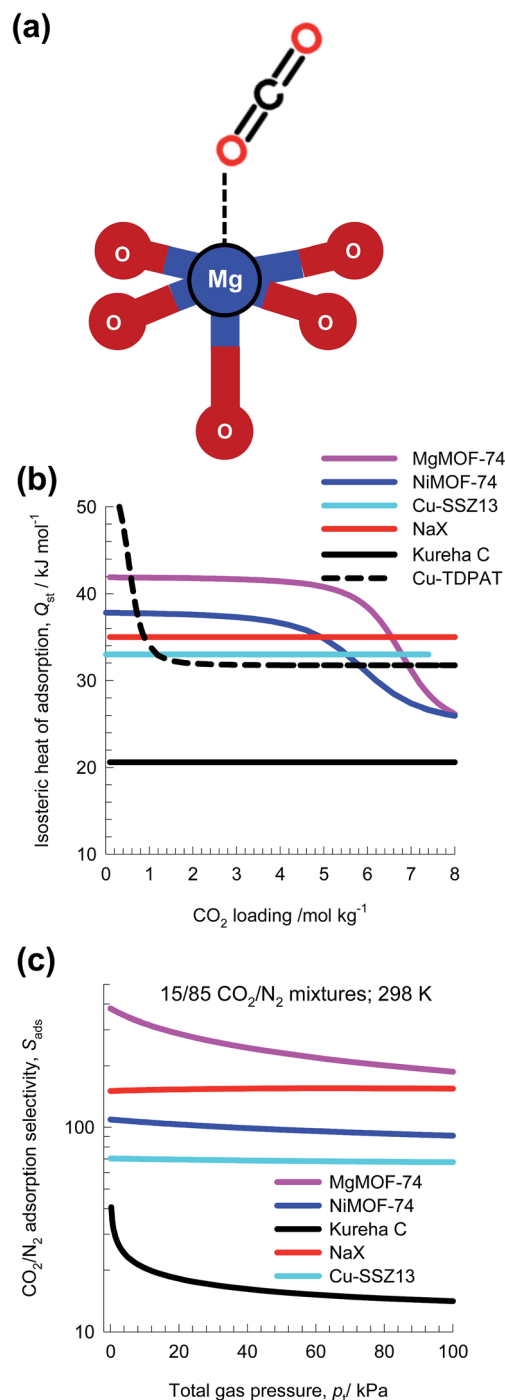 (a)
O
C
O
O
O
Mg
O
O
O
(b)
MgMOF-74
NiMOF-74
Cu-SSZ13
NaX
Kureha C
Cu-TDPAT
Isosteric heat of adsorption, Qst / kJ mol-1
50
40
30
20
10
0 1 2 3 4 5 6 7 8
CO2 loading /mol kg-1
(c)
15/85 CO2/N2 mixtures; 298 K
CO2/N2 adsorption selectivity, Sads
100
10
MgMOF-74
NiMOF-74
Kureha C
NaX
Cu-SSZ13
0 20 40 60 80 100
Total gas pressure, pt/ kPa